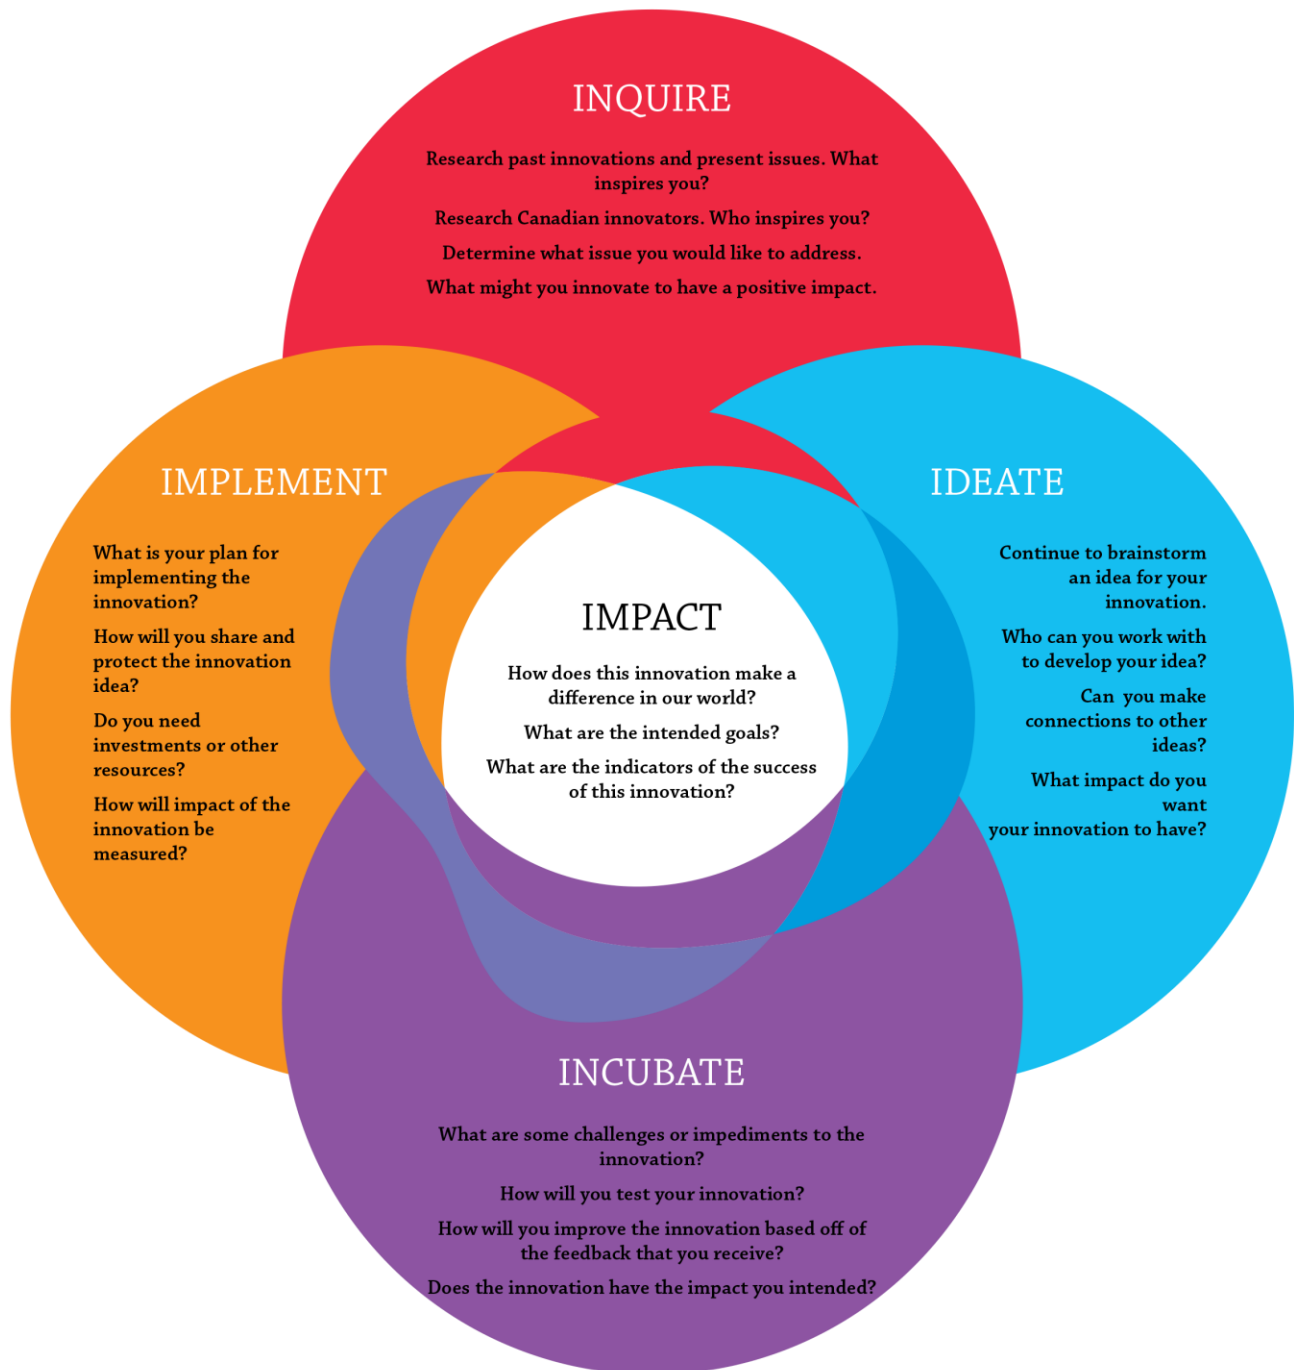 INQUIRE
Research past innovations and present issues. What
inspires you?
Research Canadian innovators. Who inspires you?
Determine what issue you would like to address.
What might you innovate to have a positive impact.
IMPLEMENT
What is your plan for
implementing the
innovation?
How will you share and
protect the innovation
idea?
Do you need
investments or other
resources?
How will impact of the
innovation be
measured?
IMPACT
How does this innovation make a
difference in our world?
What are the intended goals?
What are the indicators of the success
of this innovation?
IDEATE
Continue to brainstorm
an idea for your
innovation.
Who can you work with
to develop your idea?
Can  you make
connections to other
ideas?
What impact do you
want
your innovation to have?
INCUBATE
What are some challenges or impediments to the
innovation?
How will you test your innovation?
How will you improve the innovation based off of
the feedback that you receive?
Does the innovation have the impact you intended?